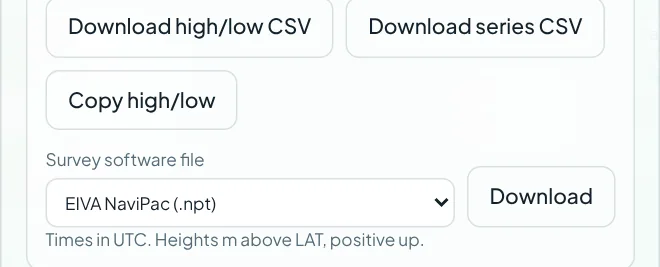 Download high/low CSV
Download series CSV
Copy high/low
Survey software file
EIVA NaviPac (.npt)
Download
Times in UTC. Heights m above LAT, positive up.